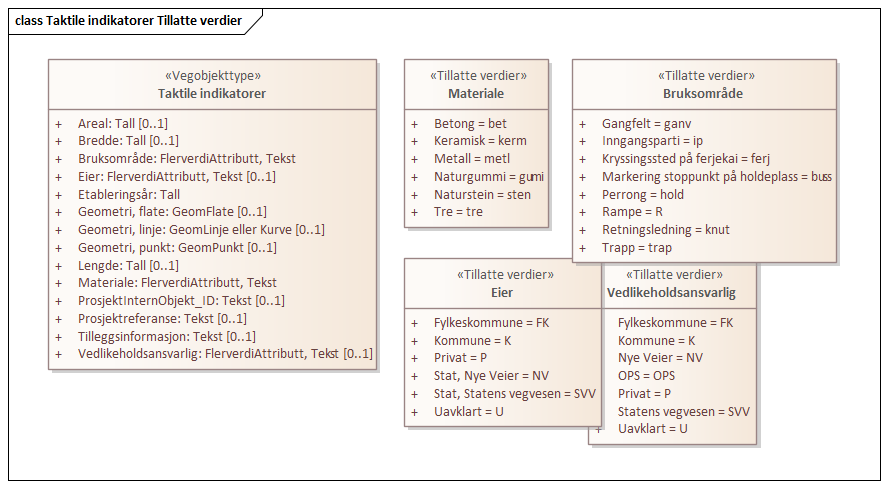 class Taktile indikatorer Tillatte verdier
«Vegobjekttype»
Taktile indikatorer
+ Areal: Tall [0..1]
+ Bredde: Tall [0..1]
+ Bruksområde: FlerverdiAttributt, Tekst
+ Eier: FlerverdiAttributt, Tekst [0..1]
+ Etableringsår: Tall
+ Geometri, flate: GeomFlate [0..1]
+ Geometri, linje: GeomLinje eller Kurve [0..1]
+ Geometri, punkt: GeomPunkt [0..1]
+ Lengde: Tall [0..1]
+ Materiale: FlerverdiAttributt, Tekst
+ ProsjektInternObjekt_ID: Tekst [0..1]
+ Prosjektreferanse: Tekst [0..1]
+ Tilleggsinformasjon: Tekst [0..1]
+ Vedlikeholdsansvarlig: FlerverdiAttributt, Tekst [0..1]
«Tillatte verdier»
Materiale
+ Betong = bet
+ Keramisk = kerm
+ Metall = metl
+ Naturgummi = gumi
+ Naturstein = sten
+ Tre = tre
«Tillatte verdier»
Bruksområde
+ Gangfelt = ganv
+ Inngangsparti = ip
+ Kryssingssted på ferjekai = ferj
+ Markering stoppunkt på holdeplass = buss
+ Perrong = hold
+ Rampe = R
+ Retningsledning = knut
+ Trapp = trap
«Tillatte verdier»
Eier
+ Fylkeskommune = FK
+ Kommune = K
+ Privat = P
+ Stat, Nye Veier = NV
+ Stat, Statens vegvesen = SVV
+ Uavklart = U
«Tillatte verdier»
Vedlikeholdsansvarlig
Fylkeskommune = FK
Kommune = K
Nye Veier = NV
OPS = OPS
Privat = P
Statens vegvesen = SVV
+ Uavklart = U